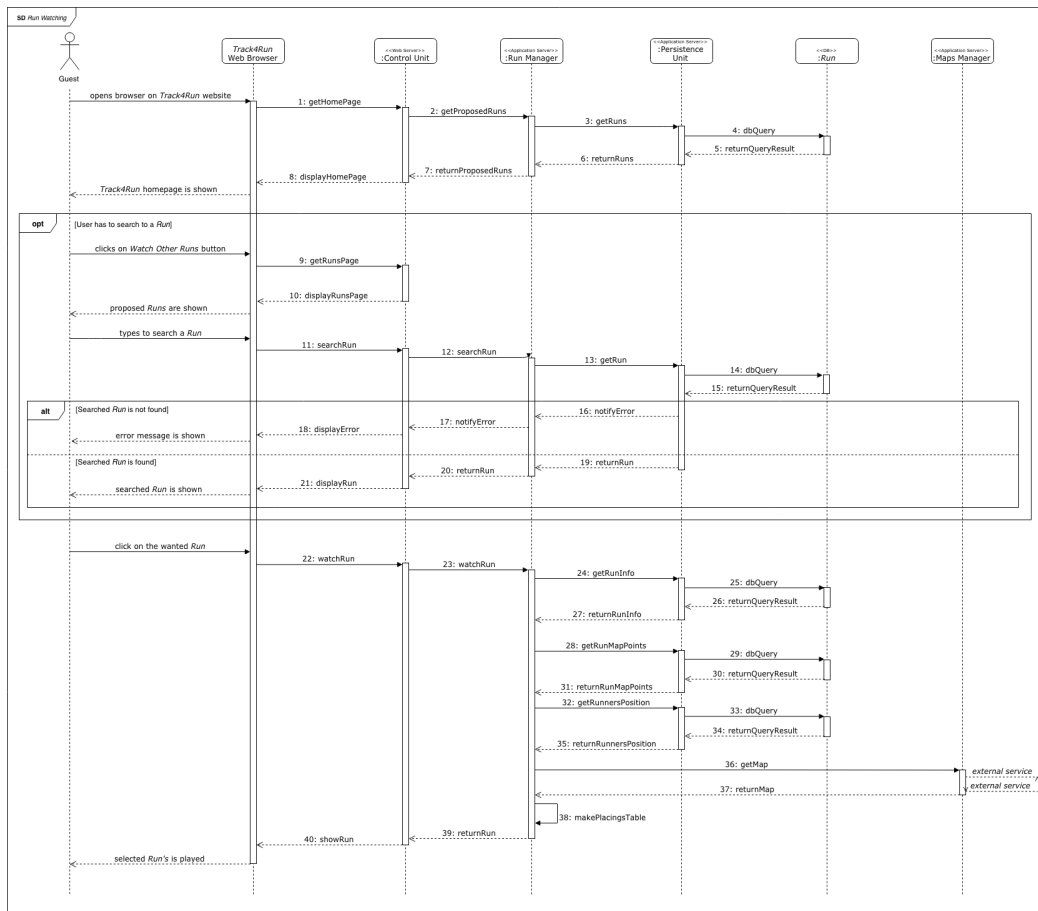 SD Run Watching
Guest
Track4Run
Web Browser
<<Web Server>>
:Control Unit
<<Application Server>>
:Run Manager
<<Application Server>>
:Persistence
Unit
<<DB>>
:Run
<<Application Server>>
:Maps Manager
opens browser on Track4Run website
1: getHomePage
2: getProposedRuns
3: getRuns
4: dbQuery
5: returnQueryResult
6: returnRuns
7: returnProposedRuns
8: displayHomePage
Track4Run homepage is shown
opt
[User has to search to a Run]
clicks on Watch Other Runs button
9: getRunsPage
10: displayRunsPage
proposed Runs are shown
types to search a Run
11: searchRun
12: searchRun
13: getRun
14: dbQuery
15: returnQueryResult
alt
[Searched Run is not found]
16: notifyError
17: notifyError
18: displayError
error message is shown
[Searched Run is found]
19: returnRun
20: returnRun
21: displayRun
searched Run is shown
click on the wanted Run
22: watchRun
23: watchRun
24: getRunInfo
25: dbQuery
26: returnQueryResult
27: returnRunInfo
28: getRunMapPoints
29: dbQuery
30: returnQueryResult
31: returnRunMapPoints
32: getRunnersPosition
33: dbQuery
34: returnQueryResult
35: returnRunnersPosition
36: getMap
external service
external service
37: returnMap
38: makePlacingsTable
39: returnRun
40: showRun
selected Run's is played